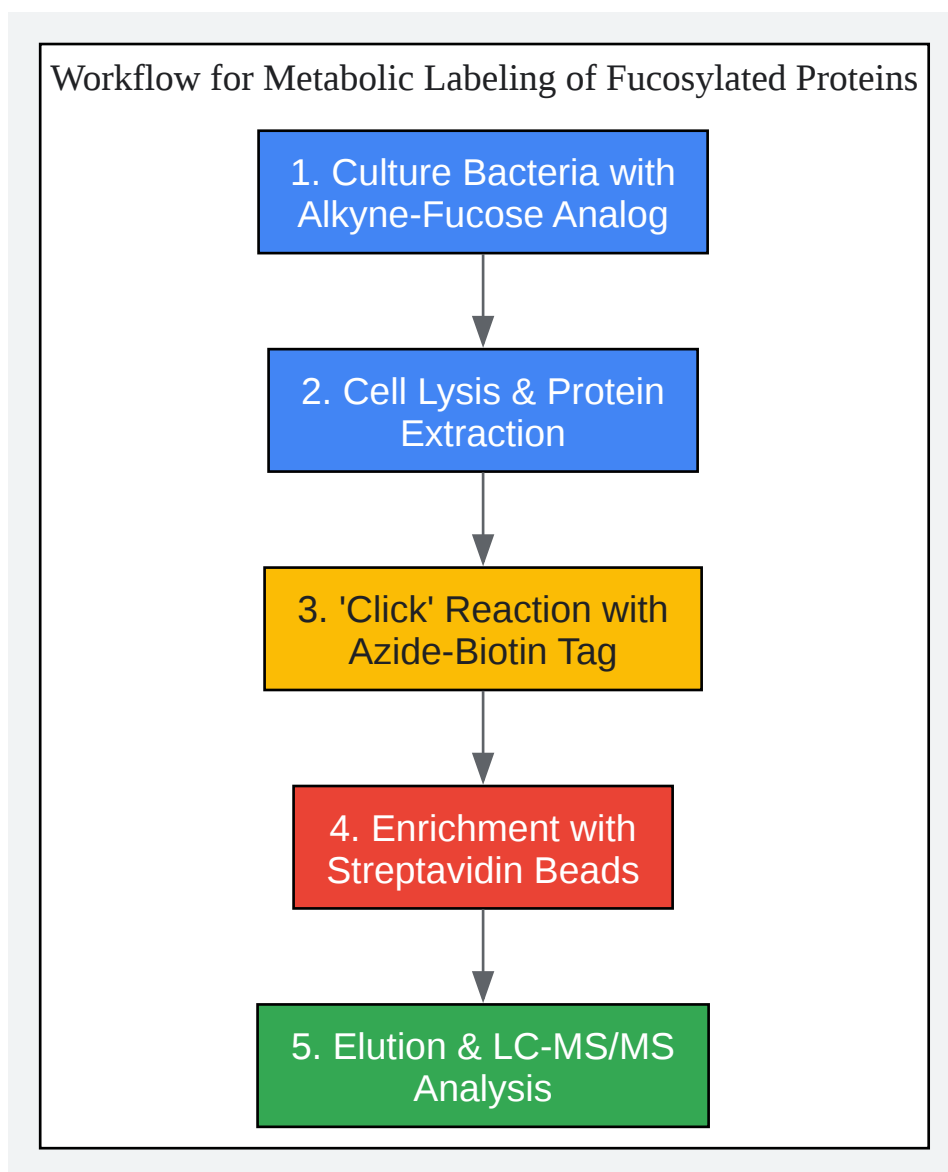 Workflow for Metabolic Labeling of Fucosylated Proteins
1. Culture Bacteria with
Alkyne-Fucose Analog
2. Cell Lysis & Protein
Extraction
3. 'Click' Reaction with
Azide-Biotin Tag
4. Enrichment with
Streptavidin Beads
5. Elution & LC-MS/MS
Analysis